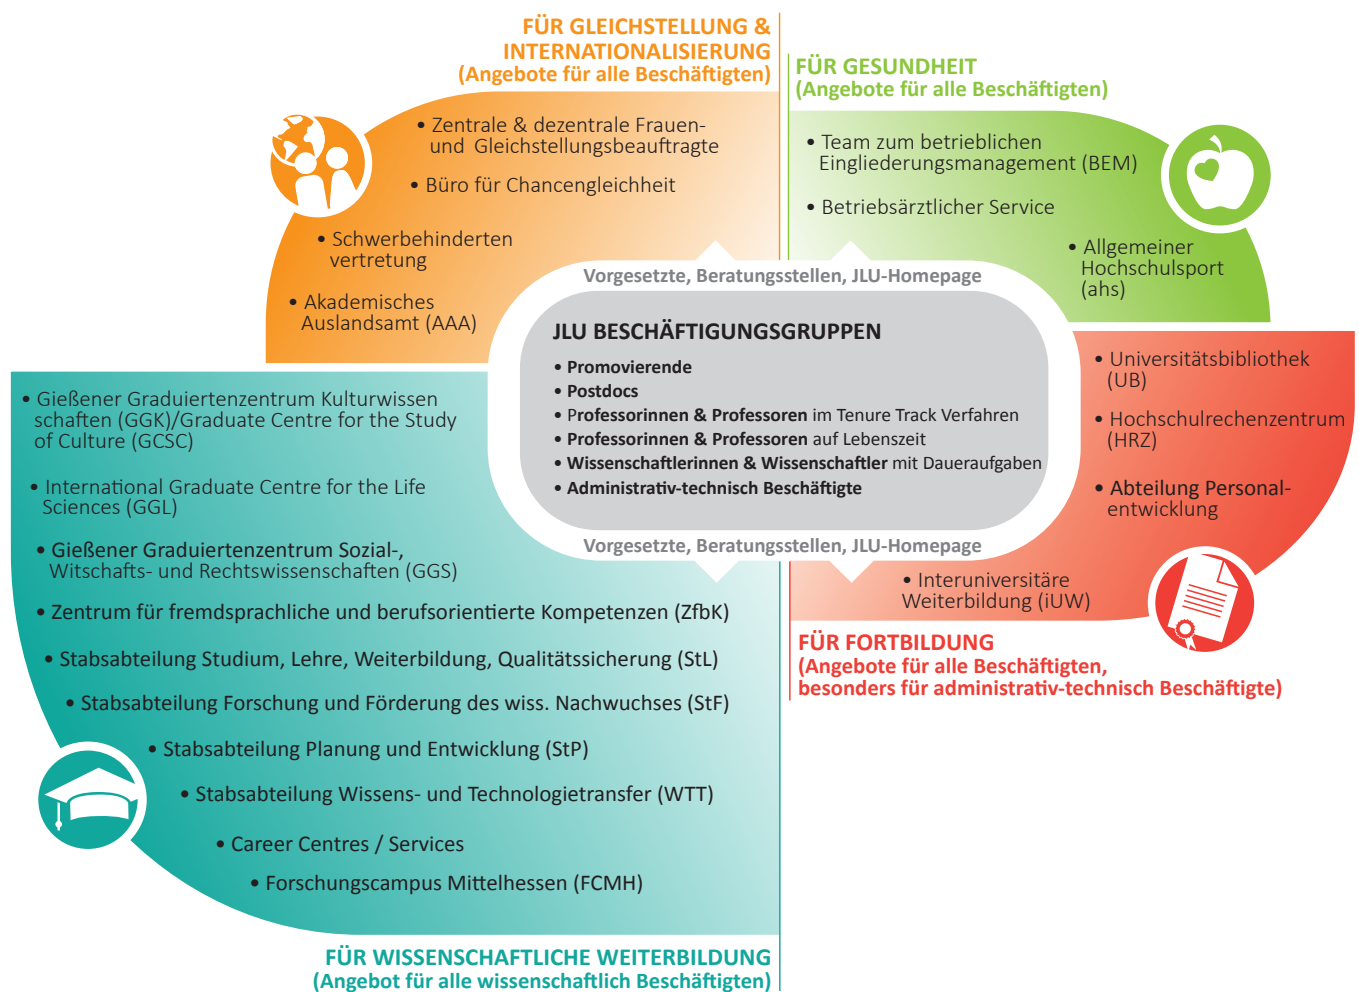 FÜR GLEICHSTELLUNG &
INTERNATIONALISIERUNG
(Angebote für alle Beschäftigten)
• Zentrale & dezentrale Frauen-
und Gleichstellungsbeauftragte
• Büro für Chancengleichheit
• Schwerbehinderten
vertretung
• Akademisches
Auslandsamt (AAA)
FÜR GESUNDHEIT
(Angebote für alle Beschäftigten)
• Team zum betrieblichen
Eingliederungsmanagement (BEM)
• Betriebsärztlicher Service
• Allgemeiner
Hochschulsport
(ahs)
Vorgesetzte, Beratungsstellen, JLU-Homepage
JLU BESCHÄFTIGUNGSGRUPPEN
• Promovierende
• Postdocs
• Professorinnen & Professoren im Tenure Track Verfahren
• Professorinnen & Professoren auf Lebenszeit
• Wissenschaftlerinnen & Wissenschaftler mit Daueraufgaben
• Administrativ-technisch Beschäftigte
Vorgesetzte, Beratungsstellen, JLU-Homepage
• Gießener Graduiertenzentrum Kulturwissen
schaften (GGK)/Graduate Centre for the Study
of Culture (GCSC)
• International Graduate Centre for the Life
Sciences (GGL)
• Gießener Graduiertenzentrum Sozial-,
Witschafts- und Rechtswissenschaften (GGS)
• Zentrum für fremdsprachliche und berufsorientierte Kompetenzen (ZfbK)
• Stabsabteilung Studium, Lehre, Weiterbildung, Qualitätssicherung (StL)
• Stabsabteilung Forschung und Förderung des wiss. Nachwuchses (StF)
• Stabsabteilung Planung und Entwicklung (StP)
• Stabsabteilung Wissens- und Technologietransfer (WTT)
• Career Centres / Services
• Forschungscampus Mittelhessen (FCMH)
FÜR WISSENSCHAFTLICHE WEITERBILDUNG
(Angebot für alle wissenschaftlich Beschäftigten)
• Universitätsbibliothek
(UB)
• Hochschulrechenzentrum
(HRZ)
• Abteilung Personal-
entwicklung
• Interuniversitäre
Weiterbildung (iUW)
FÜR FORTBILDUNG
(Angebote für alle Beschäftigten,
besonders für administrativ-technisch Beschäftigte)